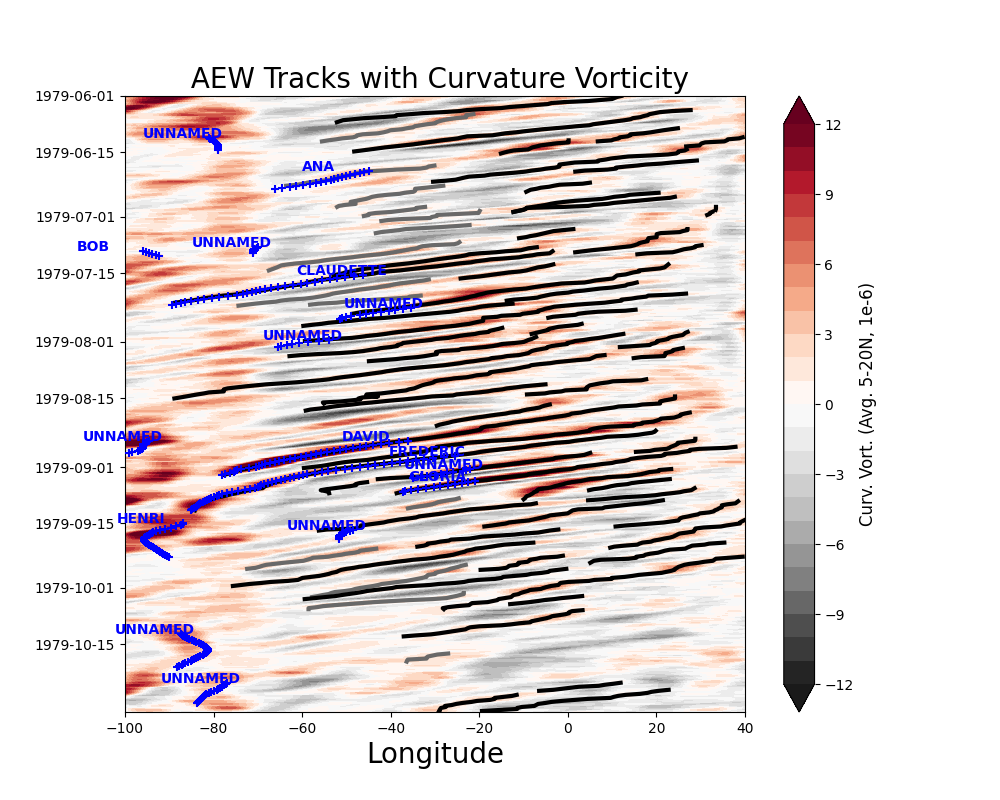 AEW Tracks with Curvature Vorticity
1979-06-01
1979-06-15
1979-07-01
1979-07-15
1979-08-01
1979-08-15
1979-09-01
1979-09-15
1979-10-01
1979-10-15
UNNAMED
ANA
BOB
UNNAMED
CLAUDETTE
UNNAMED
UNNAMED
UNNAMED
DAVID
FREDERIC
UNNAMED
GLORIA
HENRI
UNNAMED
UNNAMED
UNNAMED
−100
−80
−60
−40
−20
0
20
40
Longitude
12
9
6
3
0
−3
−6
−9
−12
Curv. Vort. (Avg. 5-20N, 1e-6)